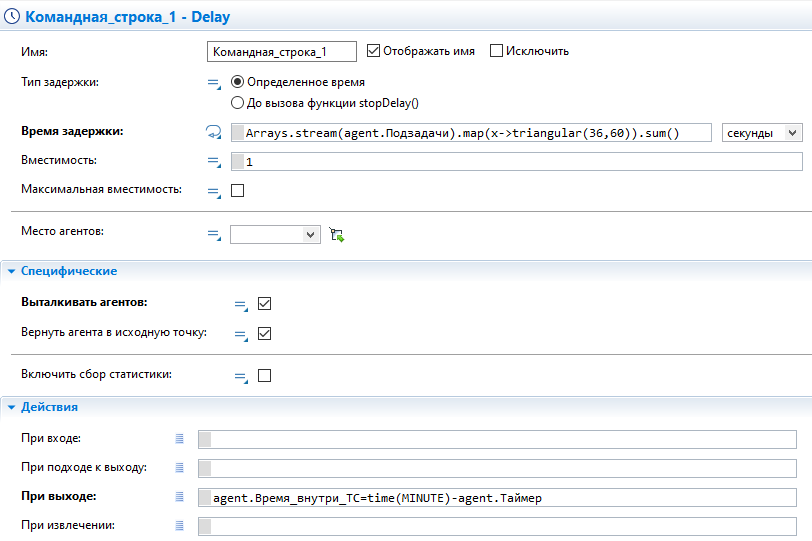 Командная_строка_1 - Delay
Имя: Командная_строка_1 Отображать имя Исключить
Тип задержки: Определенное время
До вызова функции stopDelay()
Время задержки: Arrays.stream(agent.Подзадачи).map(x->triangular(36,60)).sum() секунды
Вместимость: 1
Максимальная вместимость:
Место агентов:
Специфические
Выталкивать агентов:
Вернуть агента в исходную точку:
Включить сбор статистики:
Действия
При входе:
При подходе к выходу:
При выходе: agent.Время_внутри_ТС=time(MINUTE)-agent.Таймер
При извлечении: